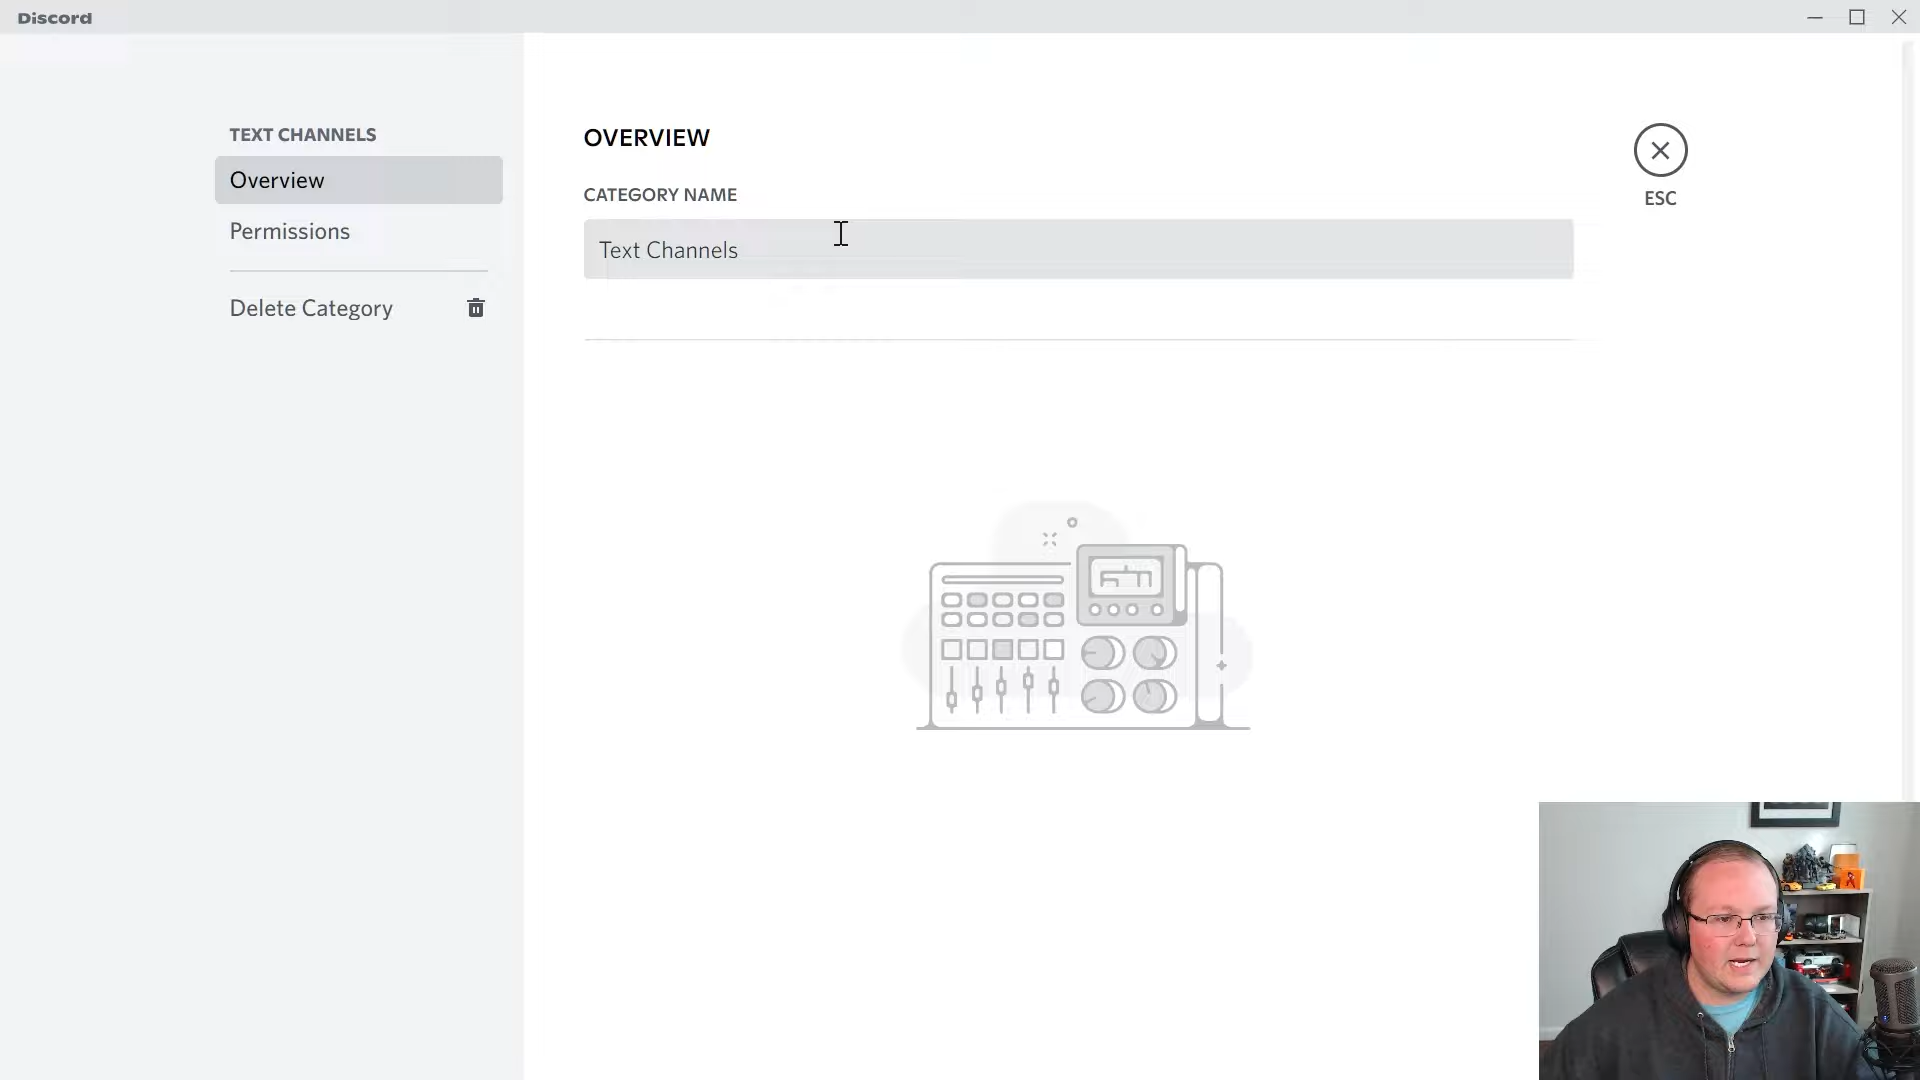 Discord
TEXT CHANNELS
Overview
Permissions
Delete Category
OVERVIEW
CATEGORY NAME
Text Channels
ESC